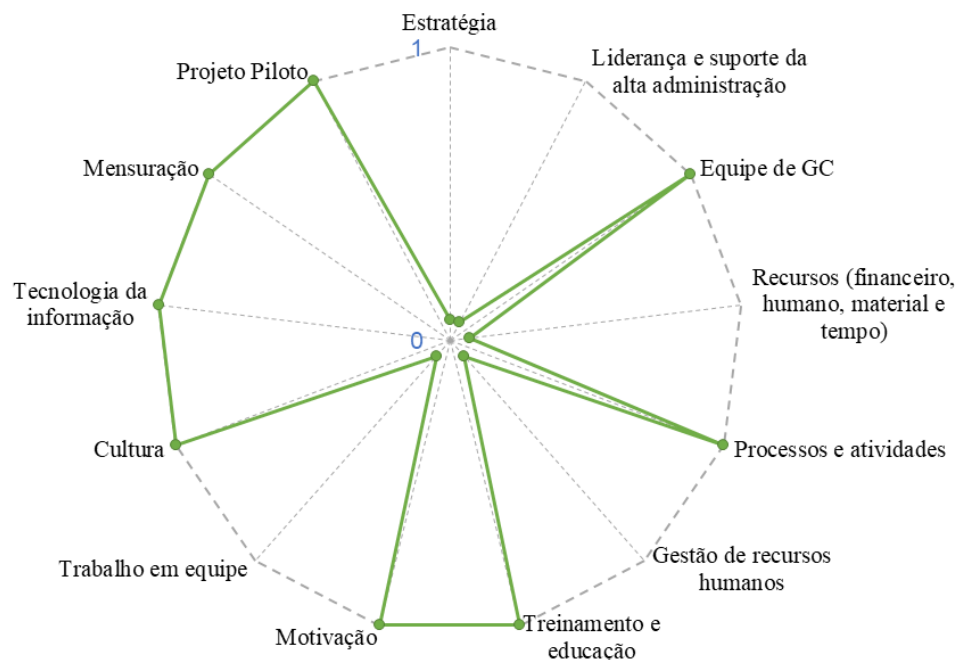 Estratégia
1
Liderança e suporte da
alta administração
Projeto Piloto
Mensuração
Equipe de GC
Tecnologia da
informação
Recursos (financeiro,
humano, material e
tempo)
0
Cultura
Processos e atividades
Trabalho em equipe
Gestão de recursos
humanos
Motivação
Treinamento e
educação